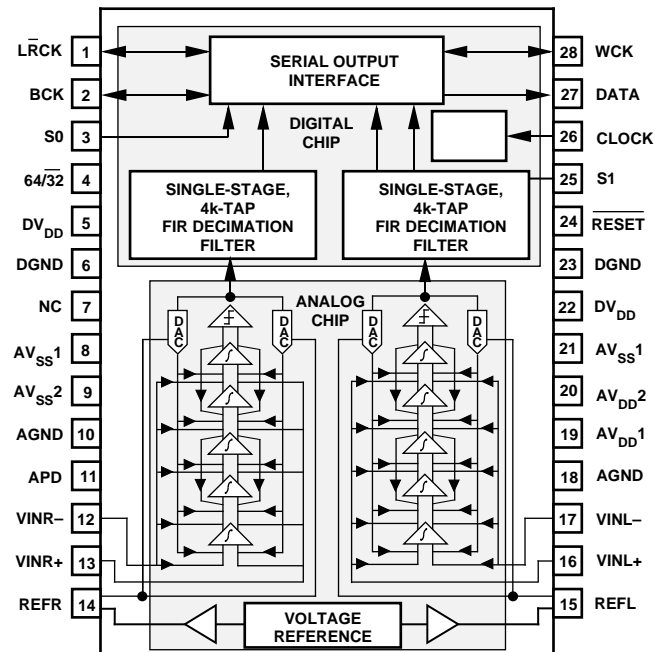 L̅RCK 1
BCK 2
S0 3
64/3̅2̅ 4
DVDD 5
DGND 6
NC 7
AVSS1 8
AVSS2 9
AGND 10
APD 11
VINR– 12
VINR+ 13
REFR 14
SERIAL OUTPUT
INTERFACE
DIGITAL
CHIP
SINGLE-STAGE,
4k-TAP
FIR DECIMATION
FILTER
SINGLE-STAGE,
4k-TAP
FIR DECIMATION
FILTER
ANALOG
CHIP
DAC
DAC
DAC
DAC
∫
∫
∫
∫
∫
∫
∫
∫
∫
∫
VOLTAGE
REFERENCE
28 WCK
27 DATA
26 CLOCK
25 S1
24 R̅E̅S̅E̅T̅
23 DGND
22 DVDD
21 AVSS1
20 AVDD2
19 AVDD1
18 AGND
17 VINL–
16 VINL+
15 REFL